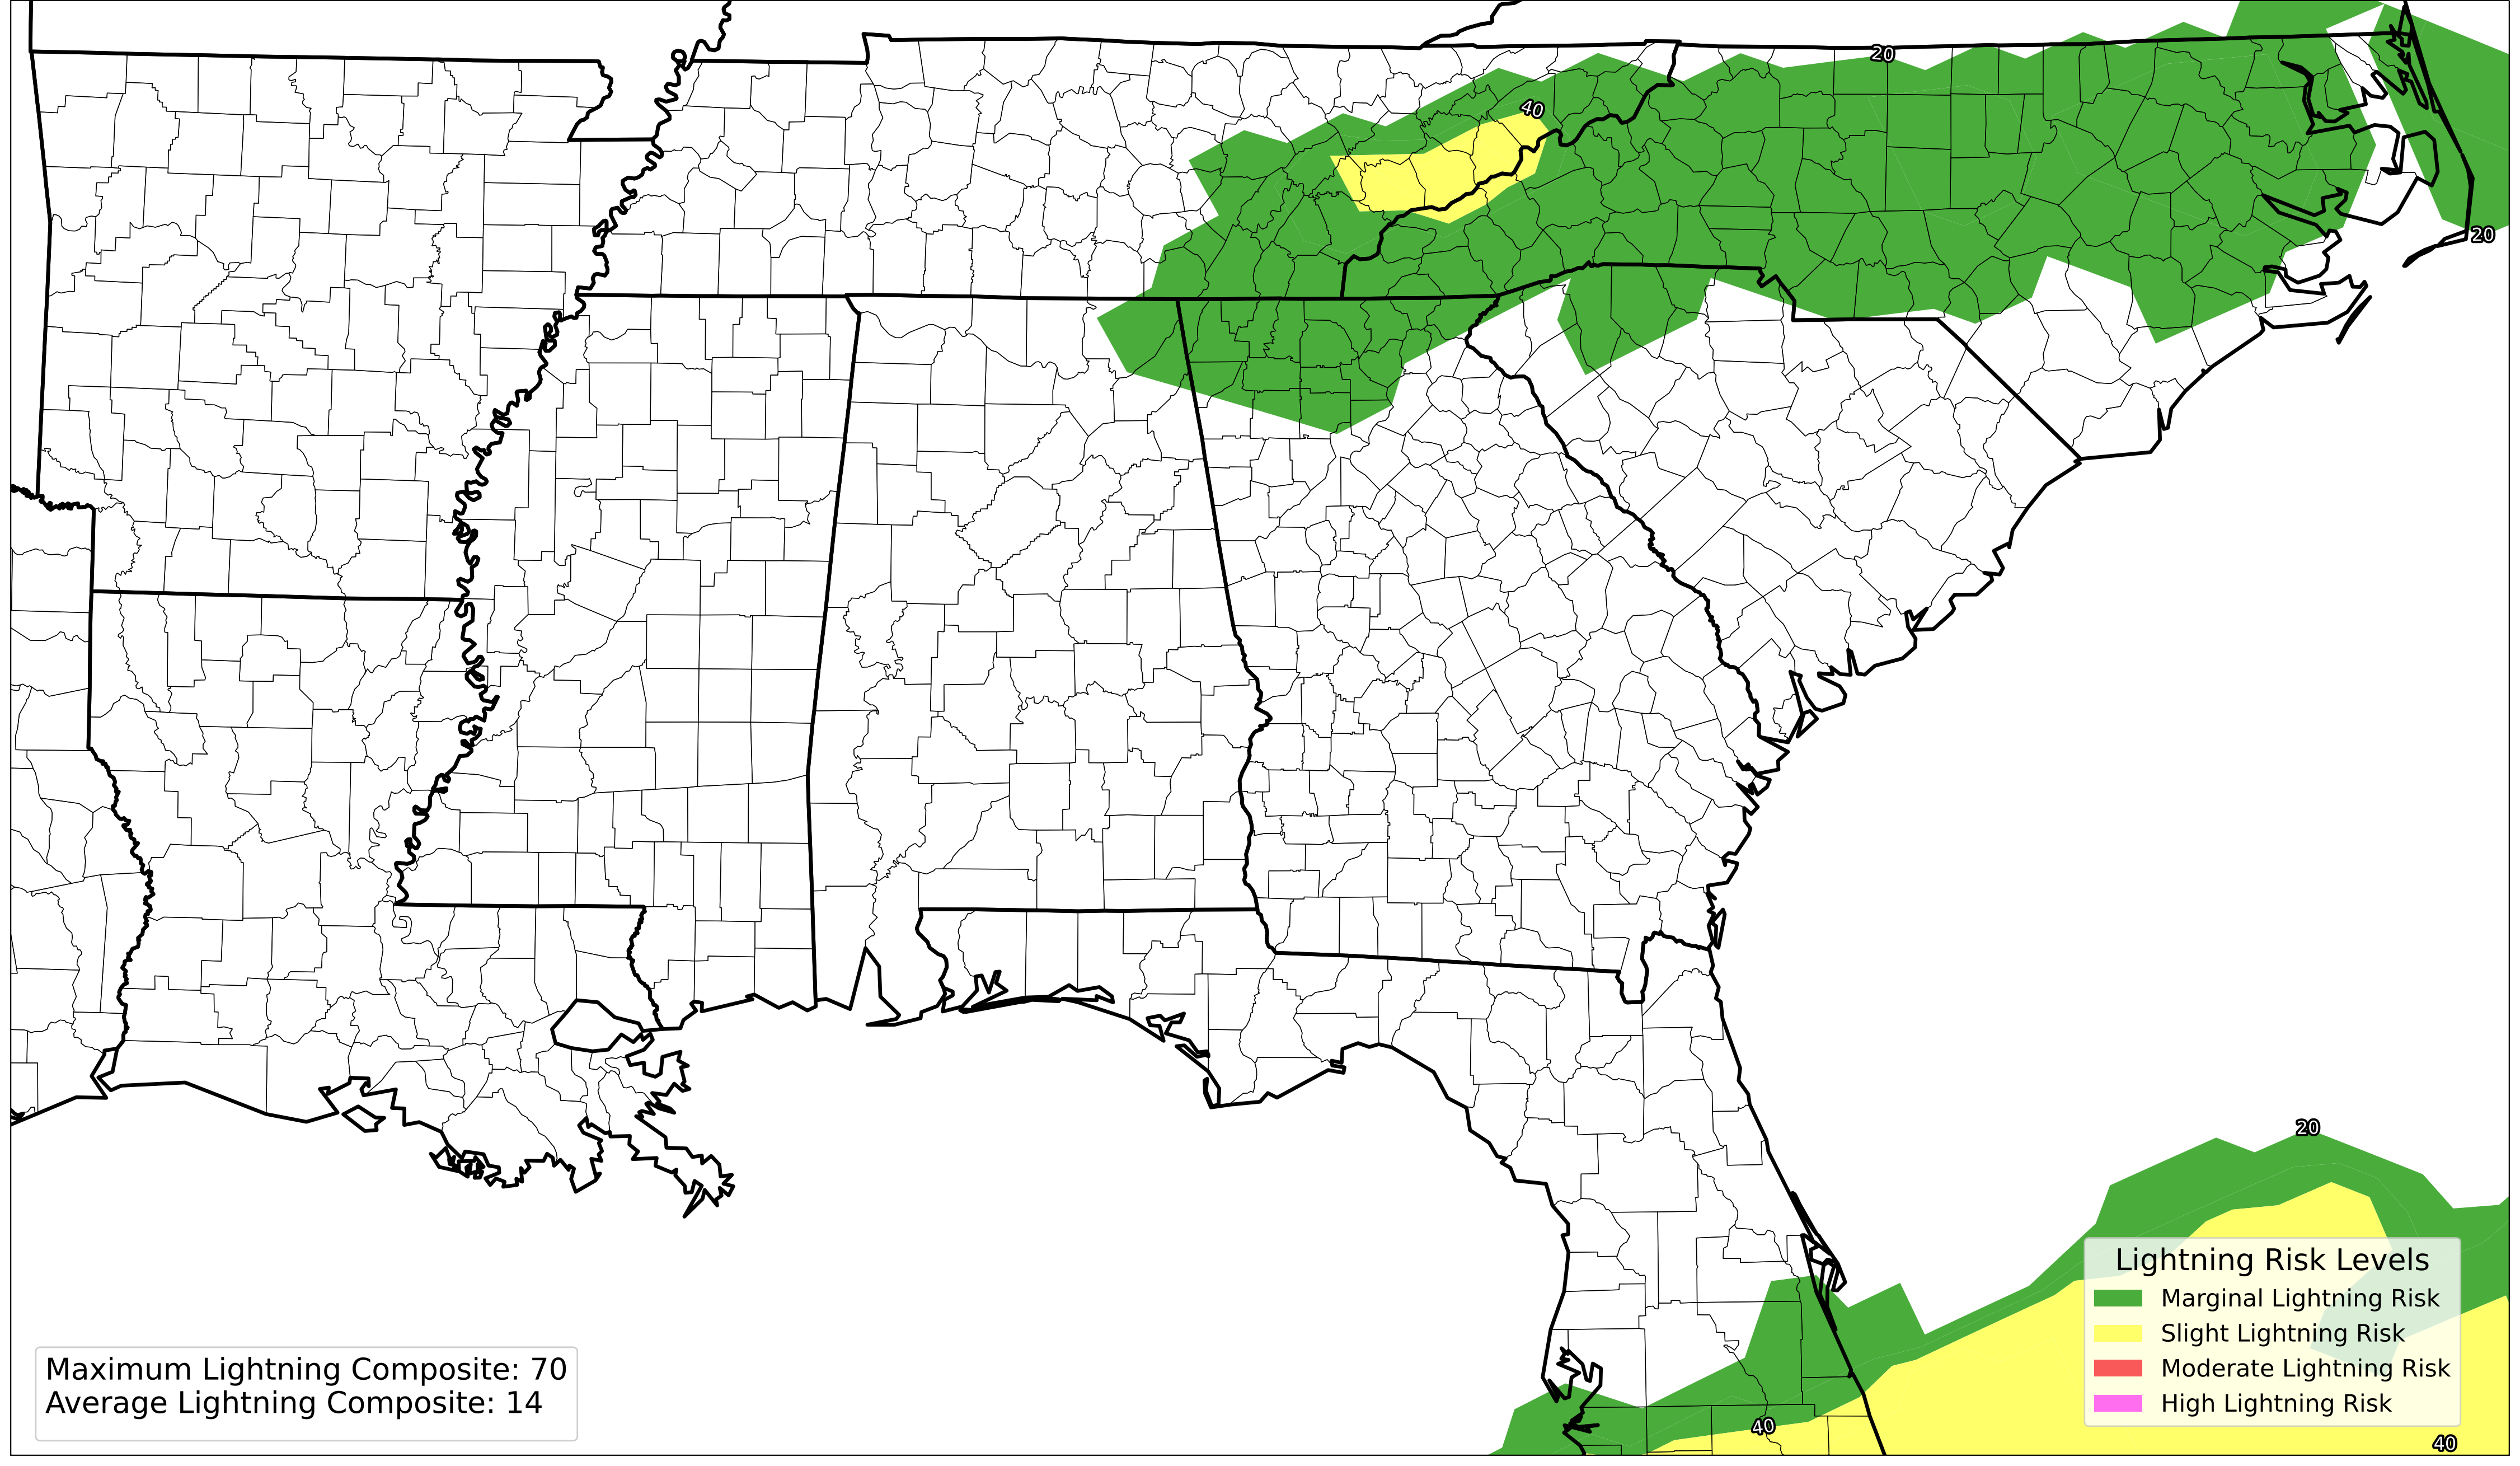 20
40
20
20
Lightning Risk Levels
Marginal Lightning Risk
Slight Lightning Risk
Moderate Lightning Risk
High Lightning Risk
Maximum Lightning Composite: 70
Average Lightning Composite: 14
40
40